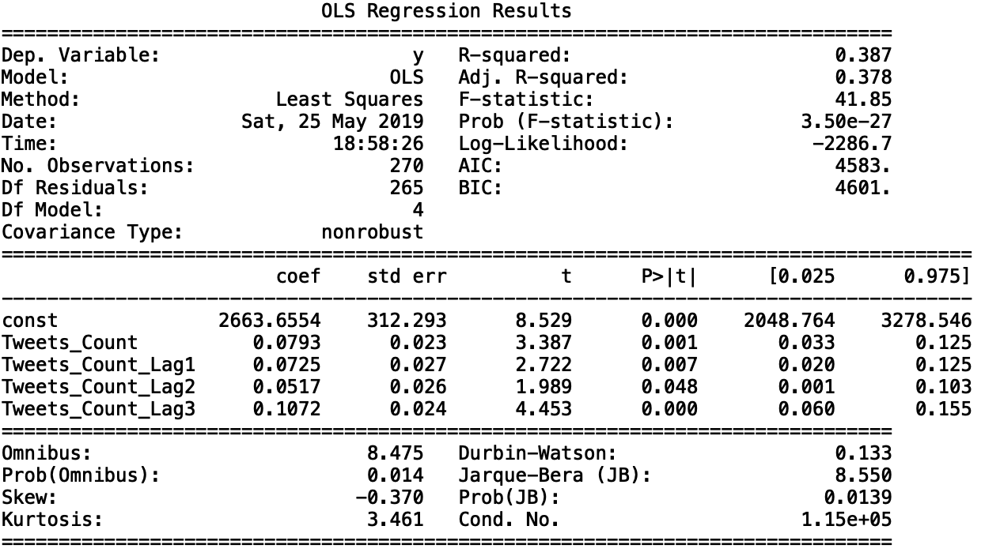 OLS Regression Results
==============================================================================
Dep. Variable:                      y   R-squared:                       0.387
Model:                            OLS   Adj. R-squared:                  0.378
Method:                 Least Squares   F-statistic:                     41.85
Date:                Sat, 25 May 2019   Prob (F-statistic):           3.50e-27
Time:                        18:58:26   Log-Likelihood:                -2286.7
No. Observations:                 270   AIC:                             4583.
Df Residuals:                     265   BIC:                             4601.
Df Model:                           4
Covariance Type:            nonrobust
=====================================================================================
                        coef    std err          t      P>|t|      [0.025      0.975]
-------------------------------------------------------------------------------------
const              2663.6554    312.293      8.529      0.000    2048.764    3278.546
Tweets_Count          0.0793      0.023      3.387      0.001       0.033       0.125
Tweets_Count_Lag1     0.0725      0.027      2.722      0.007       0.020       0.125
Tweets_Count_Lag2     0.0517      0.026      1.989      0.048       0.001       0.103
Tweets_Count_Lag3     0.1072      0.024      4.453      0.000       0.060       0.155
==============================================================================
Omnibus:                        8.475   Durbin-Watson:                   0.133
Prob(Omnibus):                  0.014   Jarque-Bera (JB):                8.550
Skew:                          -0.370   Prob(JB):                       0.0139
Kurtosis:                       3.461   Cond. No.                     1.15e+05
==============================================================================